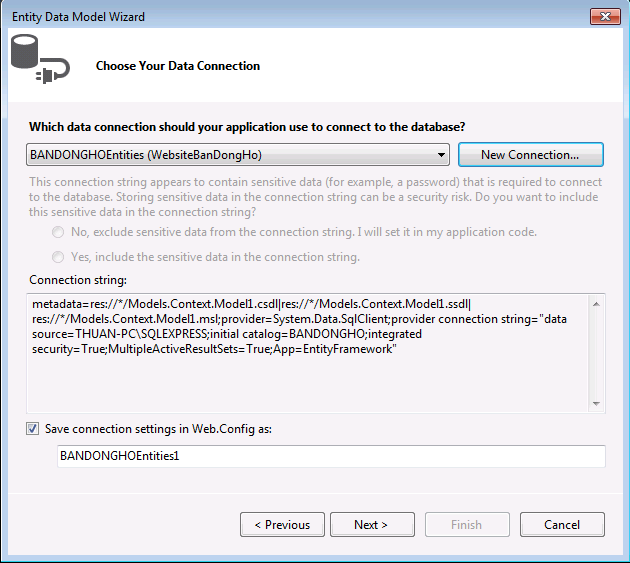 Entity Data Model Wizard
Choose Your Data Connection
Which data connection should your application use to connect to the database?
BANDONGHOEntities (WebsiteBanDongHo)
New Connection...
This connection string appears to contain sensitive data (for example, a password) that is required to connect
to the database. Storing sensitive data in the connection string can be a security risk. Do you want to include
this sensitive data in the connection string?
No, exclude sensitive data from the connection string. I will set it in my application code.
Yes, include the sensitive data in the connection string.
Connection string:
metadata=res://*/Models.Context.Model1.csdl|res://*/Models.Context.Model1.ssdl|
res://*/Models.Context.Model1.msl;provider=System.Data.SqlClient;provider connection string="data
source=THUAN-PC\SQLEXPRESS;initial catalog=BANDONGHO;integrated
security=True;MultipleActiveResultSets=True;App=EntityFramework"
Save connection settings in Web.Config as:
BANDONGHOEntities1
< Previous
Next >
Finish
Cancel